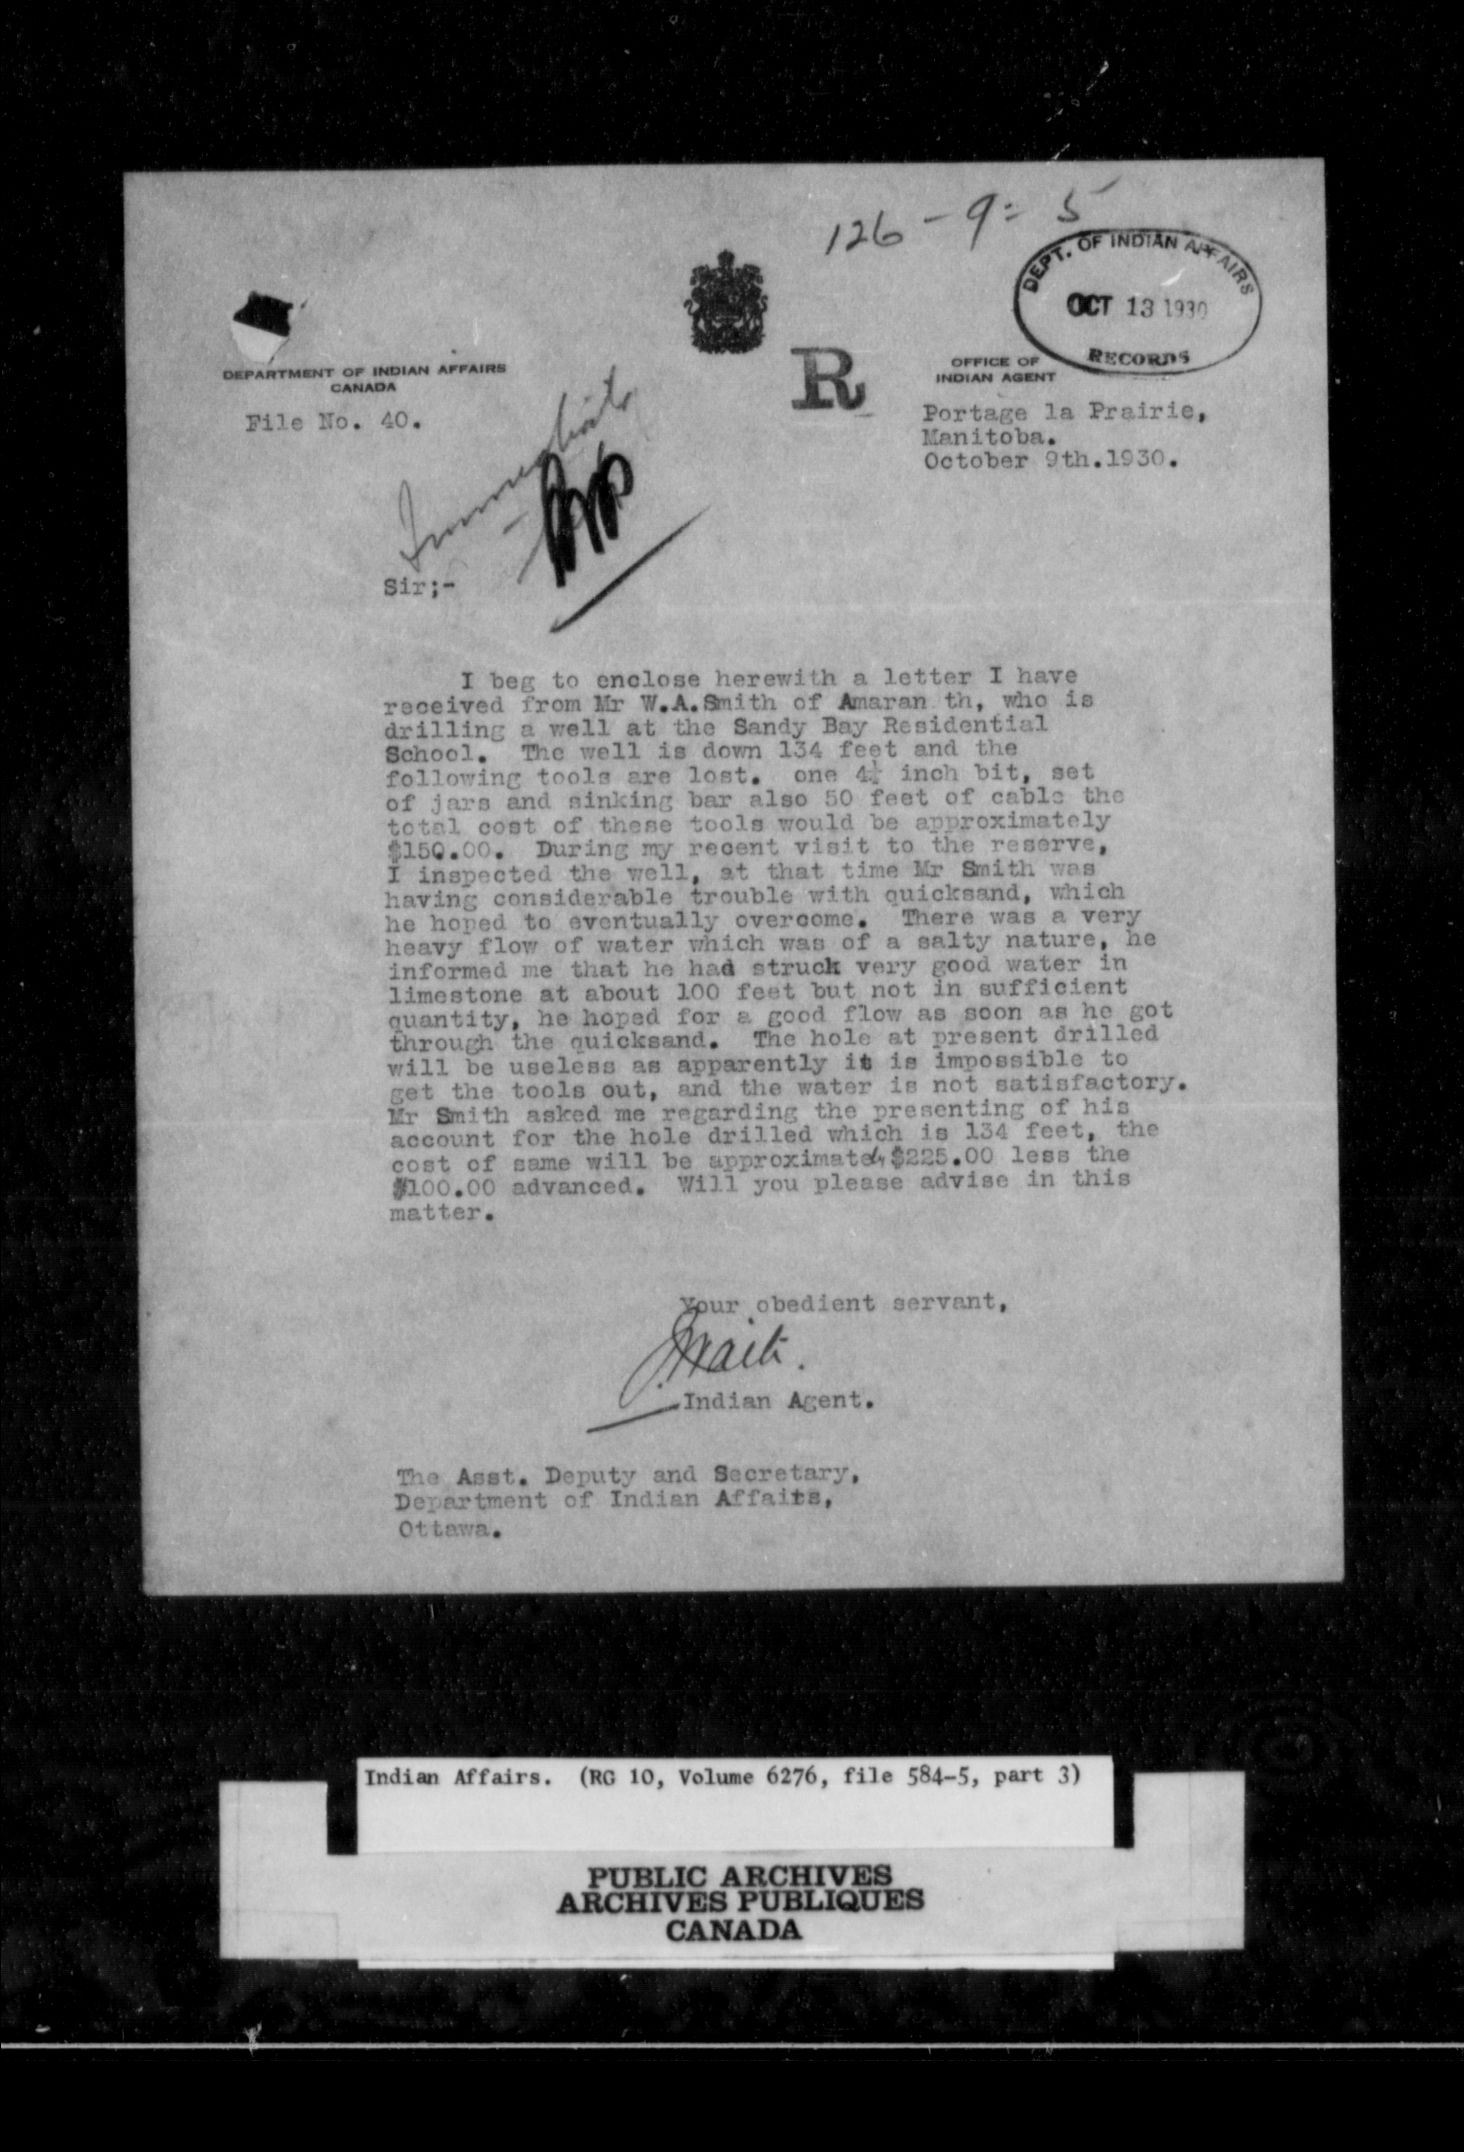 126-9=5
DEPT. OF INDIAN AFFAIRS
OCT 13 1930
RECORDS
R
DEPARTMENT OF INDIAN AFFAIRS
CANADA
OFFICE OF
INDIAN AGENT
File No. 40.
Portage la Prairie,
Manitoba.
October 9th.1930.
Immediate
Sir;-
I beg to enclose herewith a letter I have
received from Mr W.A.Smith of Amaran th, who is
drilling a well at the Sandy Bay Residential
School. The well is down 134 feet and the
following tools are lost. one 4¼ inch bit, set
of jars and sinking bar also 50 feet of cable the
total cost of these tools would be approximately
$150.00. During my recent visit to the reserve,
I inspected the well, at that time Mr Smith was
having considerable trouble with quicksand, which
he hoped to eventually overcome. There was a very
heavy flow of water which was of a salty nature, he
informed me that he had struck very good water in
limestone at about 100 feet but not in sufficient
quantity, he hoped for a good flow as soon as he got
through the quicksand. The hole at present drilled
will be useless as apparently it is impossible to
get the tools out, and the water is not satisfactory.
Mr Smith asked me regarding the presenting of his
account for the hole drilled which is 134 feet, the
cost of same will be approximately $225.00 less the
$100.00 advanced. Will you please advise in this
matter.
Your obedient servant,
Indian Agent.
The Asst. Deputy and Secretary,
Department of Indian Affairs,
Ottawa.
Indian Affairs. (RG 10, Volume 6276, file 584-5, part 3)
PUBLIC ARCHIVES
ARCHIVES PUBLIQUES
CANADA